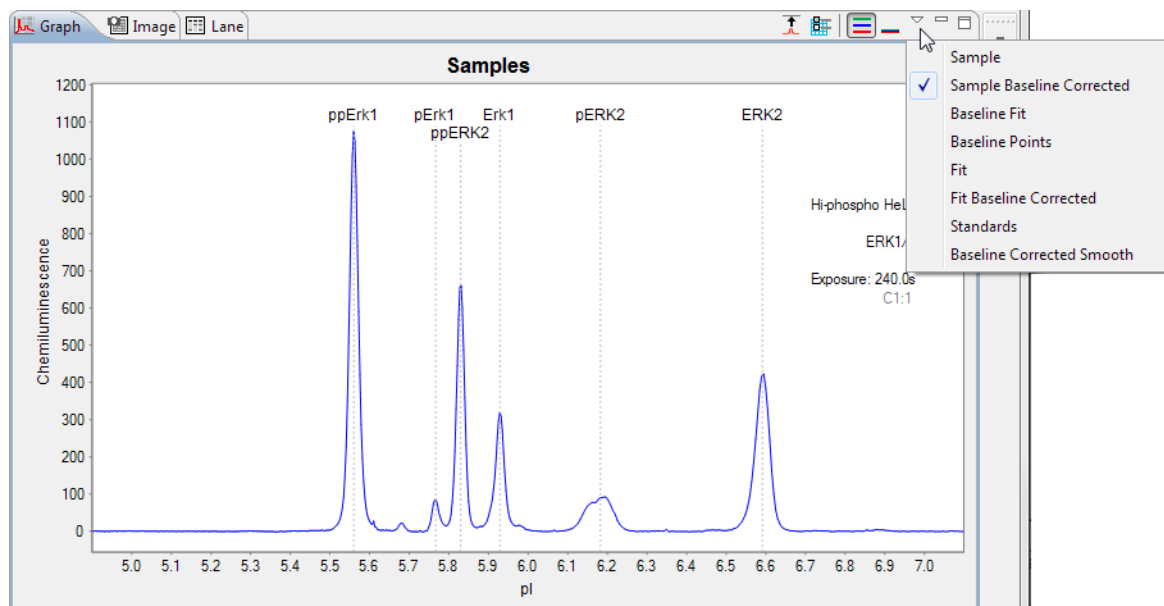 Graph
Image
Lane
Samples
Sample
Sample Baseline Corrected
Baseline Fit
Baseline Points
Fit
Fit Baseline Corrected
Standards
Baseline Corrected Smooth
1200
1100
1000
900
800
700
600
500
400
300
200
100
0
Chemiluminescence
ppErk1
pErk1
ppERK2
Erk1
pERK2
ERK2
Hi-phospho
ERK1/
Exposure: 240.0s
C1:1
5.0 5.1 5.2 5.3 5.4 5.5 5.6 5.7 5.8 5.9 6.0 6.1 6.2 6.3 6.4 6.5 6.6 6.7 6.8 6.9 7.0
pI